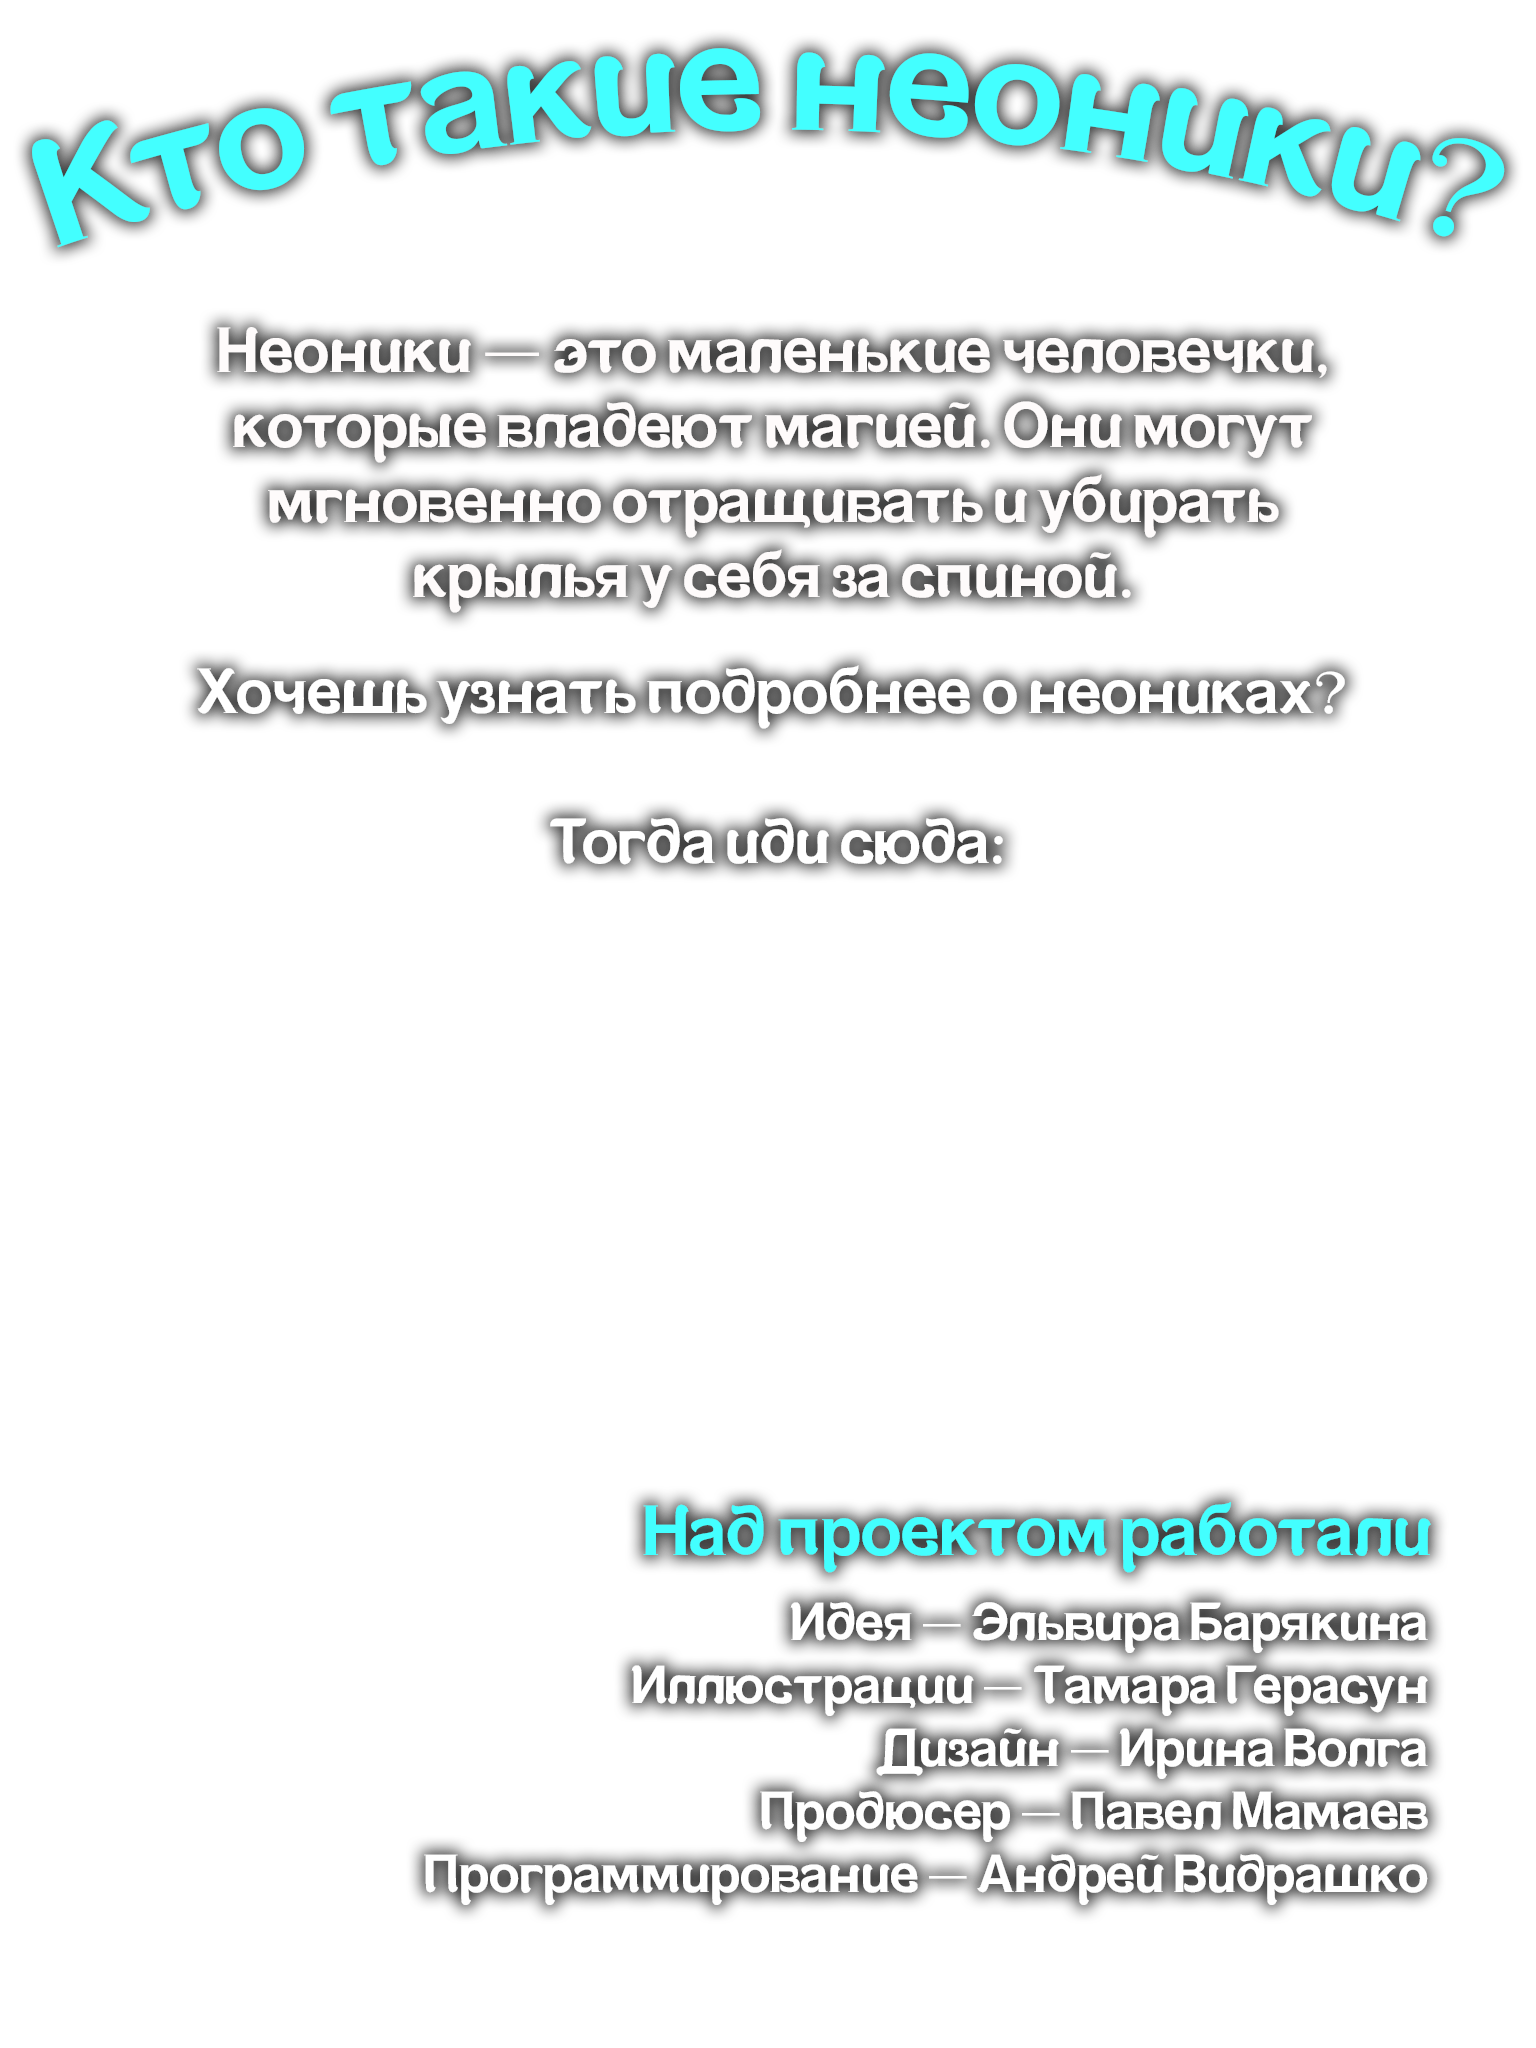 Кто такие неоники?
Неоники — это маленькие человечки,
которые владеют магией. Они могут
мгновенно отращивать и убирать
крылья у себя за спиной.
Хочешь узнать подробнее о неониках?
Тогда иди сюда:
Над проектом работали
Идея — Эльвира Барякина
Иллюстрации — Тамара Герасун
Дизайн — Ирина Волга
Продюсер — Павел Мамаев
Программирование — Андрей Видрашко